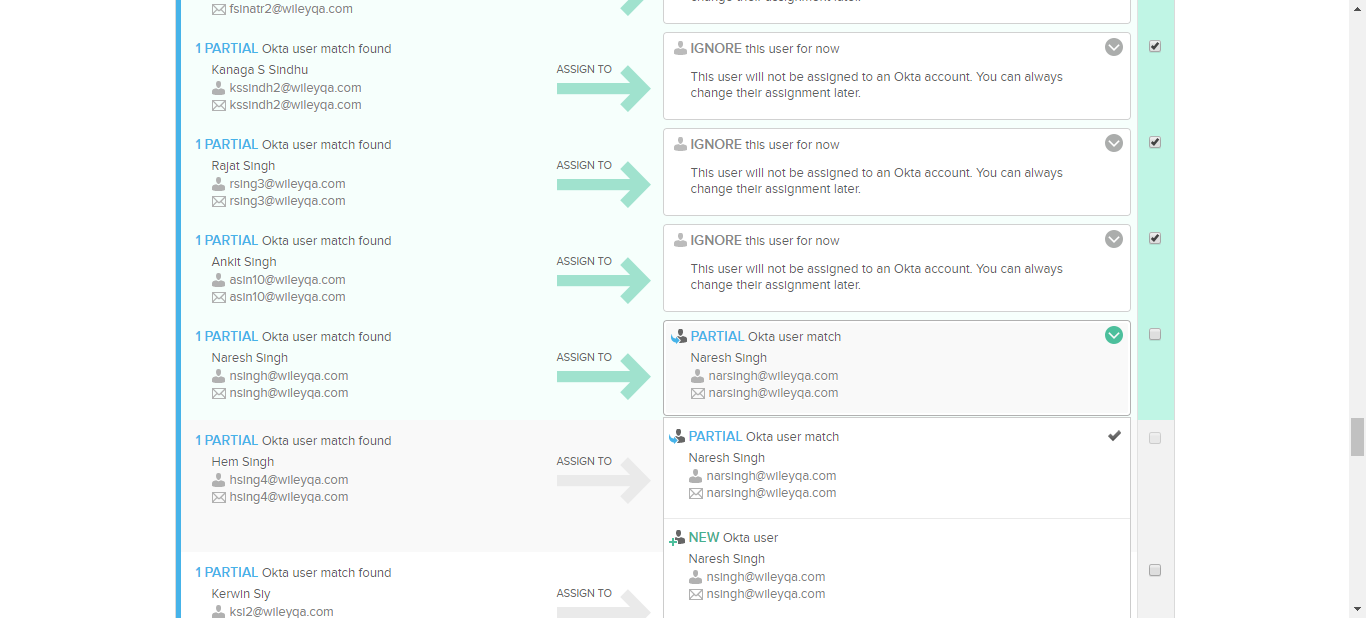 fsinatr2@wileyqa.com
change their assignment later.
1 PARTIAL Okta user match found
Kanaga S Sindhu
kssindh2@wileyqa.com
kssindh2@wileyqa.com
ASSIGN TO
IGNORE this user for now
This user will not be assigned to an Okta account. You can always
change their assignment later.
1 PARTIAL Okta user match found
Rajat Singh
rsing3@wileyqa.com
rsing3@wileyqa.com
ASSIGN TO
IGNORE this user for now
This user will not be assigned to an Okta account. You can always
change their assignment later.
1 PARTIAL Okta user match found
Ankit Singh
asin10@wileyqa.com
asin10@wileyqa.com
ASSIGN TO
IGNORE this user for now
This user will not be assigned to an Okta account. You can always
change their assignment later.
1 PARTIAL Okta user match found
Naresh Singh
nsingh@wileyqa.com
nsingh@wileyqa.com
ASSIGN TO
PARTIAL Okta user match
Naresh Singh
narsingh@wileyqa.com
narsingh@wileyqa.com
1 PARTIAL Okta user match found
Hem Singh
hsing4@wileyqa.com
hsing4@wileyqa.com
ASSIGN TO
PARTIAL Okta user match
Naresh Singh
narsingh@wileyqa.com
narsingh@wileyqa.com
NEW Okta user
Naresh Singh
nsingh@wileyqa.com
nsingh@wileyqa.com
1 PARTIAL Okta user match found
Kerwin Siy
ksi2@wileyqa.com
ASSIGN TO